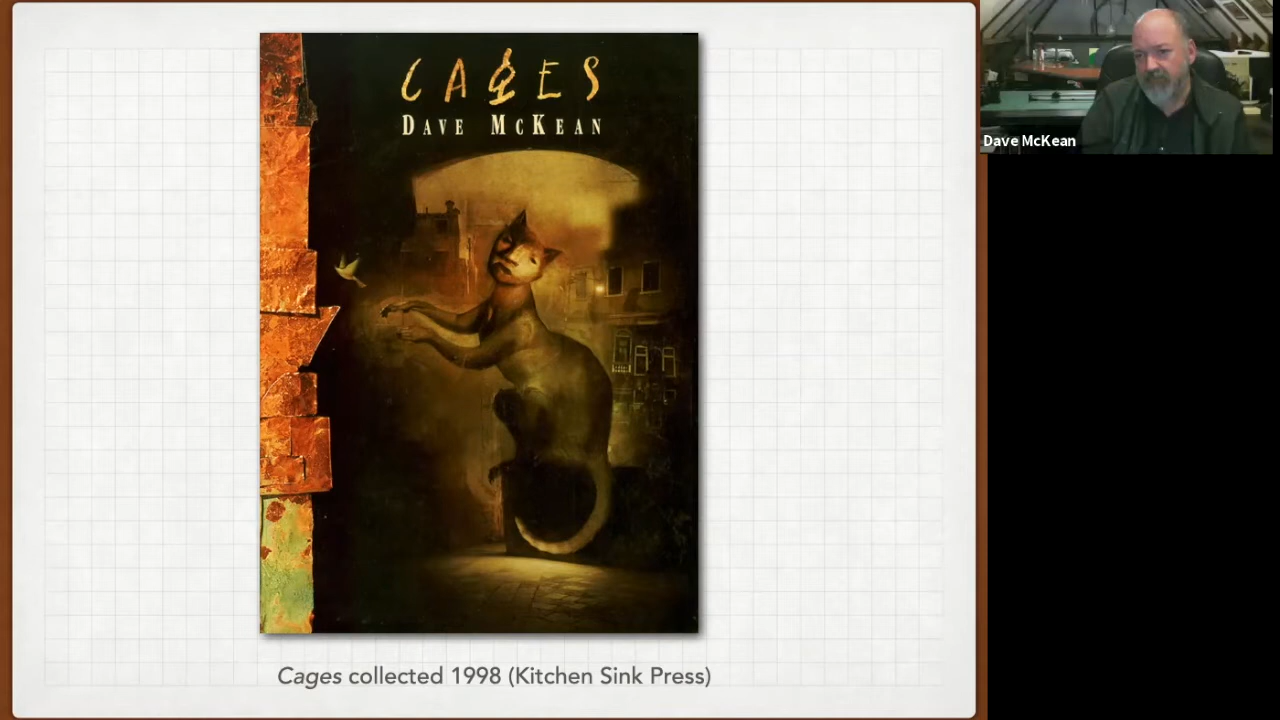 CAGES
DAVE MCKEAN
Cages collected 1998 (Kitchen Sink Press)
Dave McKean